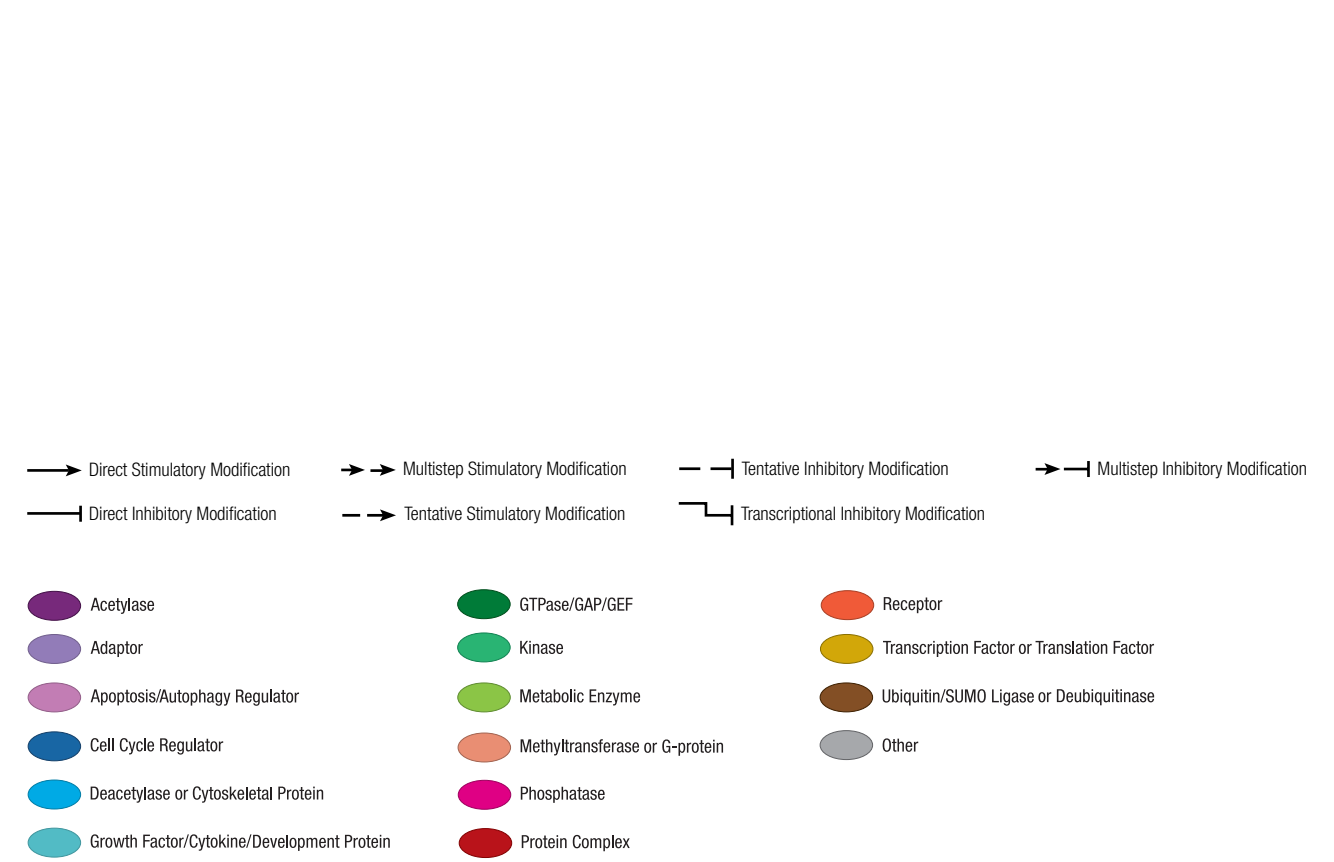 Direct Stimulatory Modification
Multistep Stimulatory Modification
Tentative Inhibitory Modification
Multistep Inhibitory Modification
Direct Inhibitory Modification
Tentative Stimulatory Modification
Transcriptional Inhibitory Modification
Acetylase
Adaptor
Apoptosis/Autophagy Regulator
Cell Cycle Regulator
Deacetylase or Cytoskeletal Protein
Growth Factor/Cytokine/Development Protein
GTPase/GAP/GEF
Kinase
Metabolic Enzyme
Methyltransferase or G-protein
Phosphatase
Protein Complex
Receptor
Transcription Factor or Translation Factor
Ubiquitin/SUMO Ligase or Deubiquitinase
Other